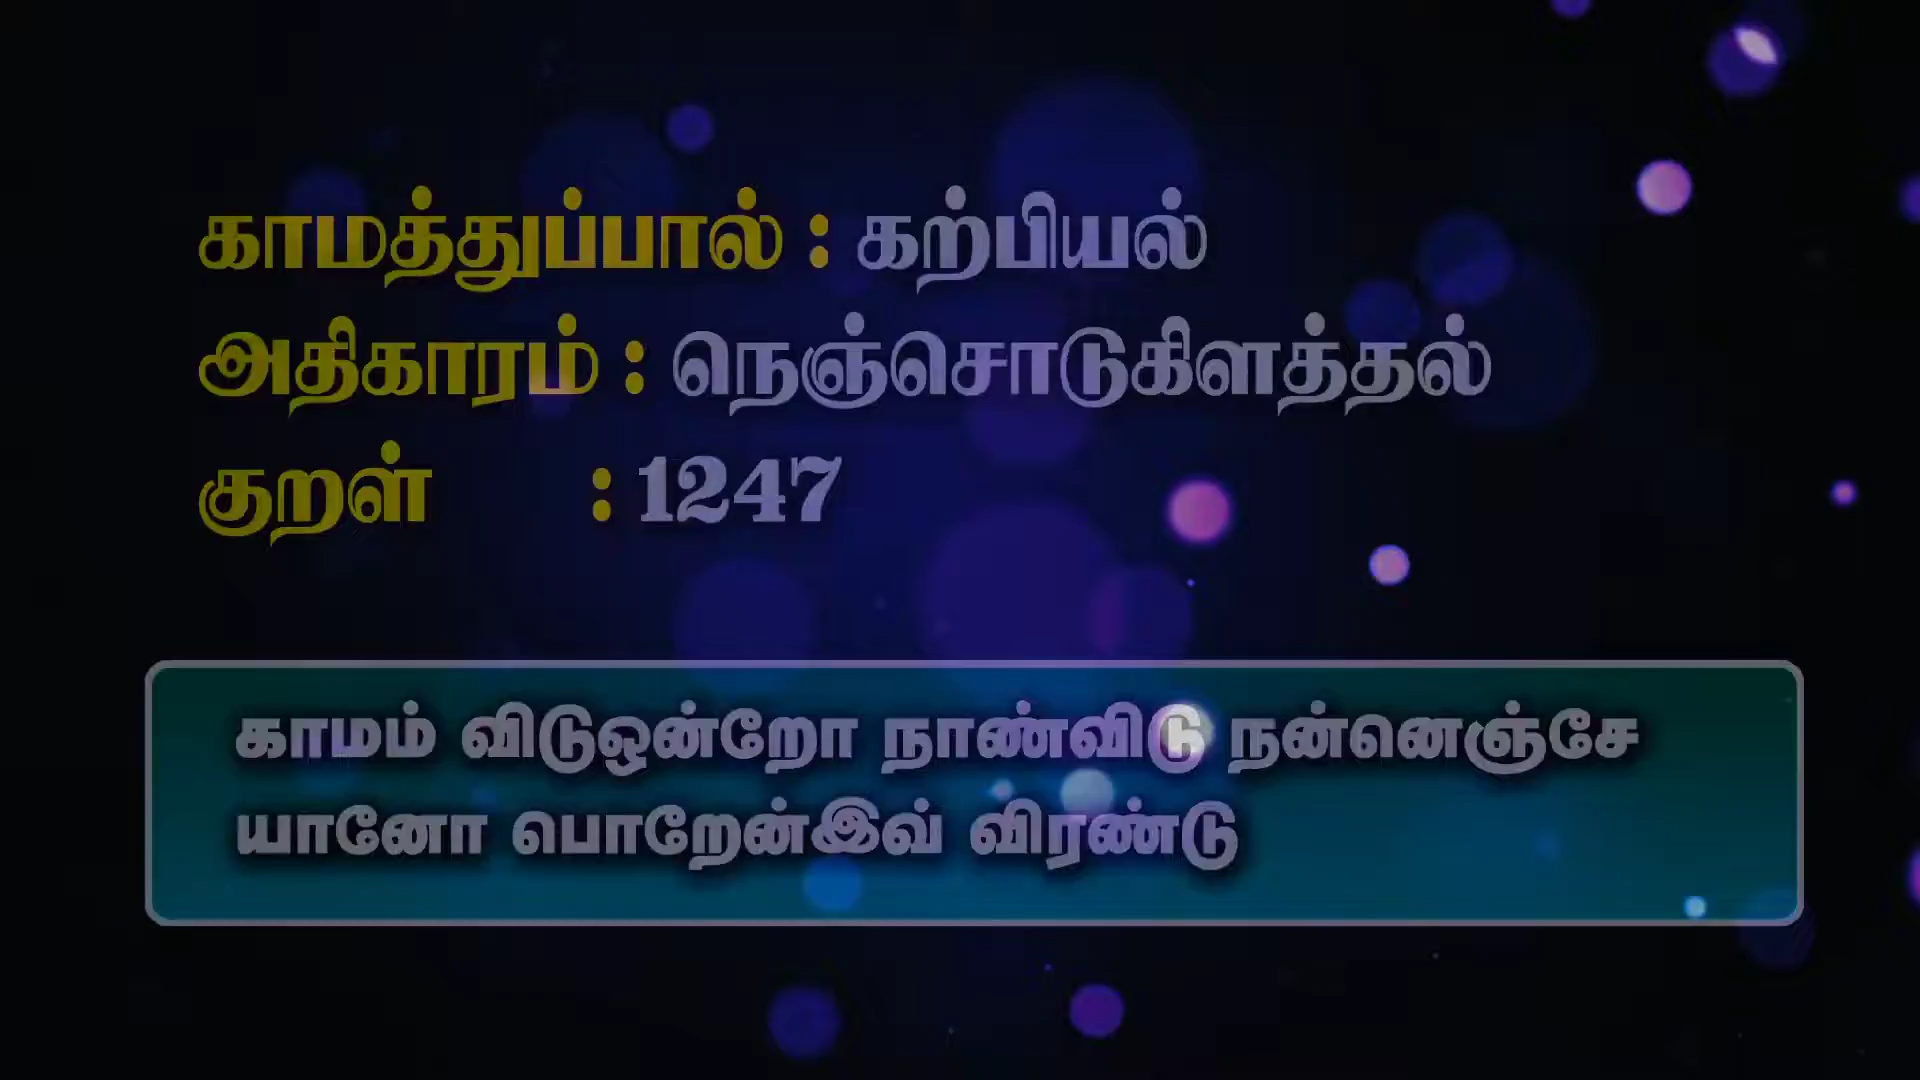 காமத்துப்பால் : கற்பியல்
அதிகாரம் : நெஞ்சொடுகிளத்தல்
குறள் : 1247
காமம் விடுஒன்றோ நாண்விடு நன்னெஞ்சே
யானோ பொறேன்இவ் விரண்டு